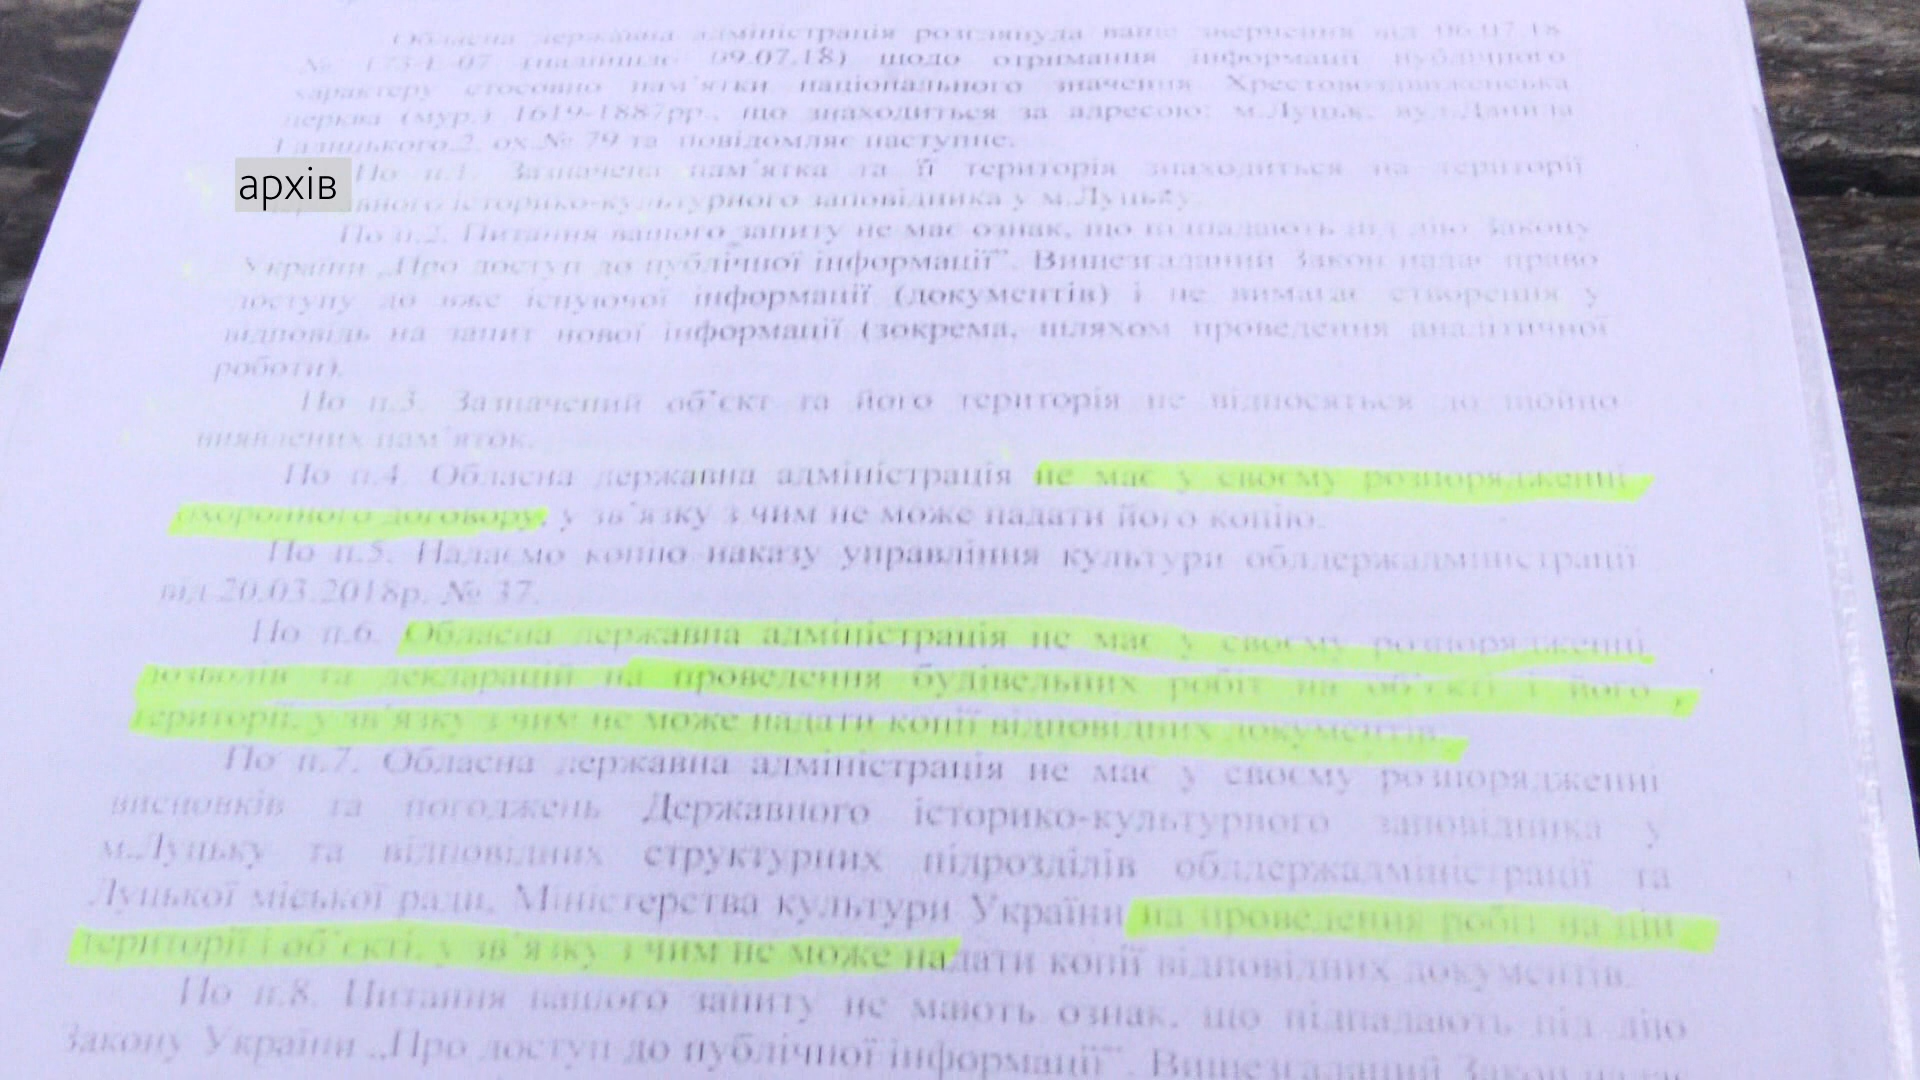 Обласна державна адміністрація розглянула ваше звернення від 06.07.18
09.07.18) щодо отримання інформації публічного
характеру стосовно пам'ятки національного значення Хрестовоздвиженська
церква (мур.) 1619-1887рр., що знаходиться за адресою: м.Луцьк, вул.Данила
Галицького,2, ох.№ 79 та повідомляє наступне.
архів
По п.1. Зазначена пам'ятка та її територія знаходиться на території
історико-культурного заповідника у м.Луцьку.
По п.2. Питання вашого запиту не має ознак, що підпадають під дію Закону
України „Про доступ до публічної інформації". Вищезгаданий Закон надає право
доступу до вже існуючої інформації (документів) і не вимагає створення у
відповідь на запит нової інформації (зокрема, шляхом проведення аналітичної
роботи).
По п.3. Зазначений об'єкт та його територія не відносяться до щойно
виявлених пам'яток.
По п.4. Обласна державна адміністрація не має у своєму розпорядженні
охоронного договору, у зв'язку з чим не може надати його копію.
По п.5. Надаємо копію наказу управління культури облдержадміністрації
від 20.03.2018р. № 37.
По п.6. Обласна державна адміністрація не має у своєму розпорядженні
дозволів та декларацій на проведення будівельних робіт на об'єкті і його
території, у зв'язку з чим не може надати копії відповідних документів.
По п.7. Обласна державна адміністрація не має у своєму розпорядженні
висновків та погоджень Державного історико-культурного заповідника у
м.Луцьку та відповідних структурних підрозділів облдержадміністрації та
Луцької міської ради, Міністерства культури України на проведення робіт на цій
території і об'єкті, у зв'язку з чим не може надати копії відповідних документів.
По п.8. Питання вашого запиту не мають ознак, що підпадають під дію
Закону України „Про доступ до публічної інформації". Вищезгаданий Закон надає